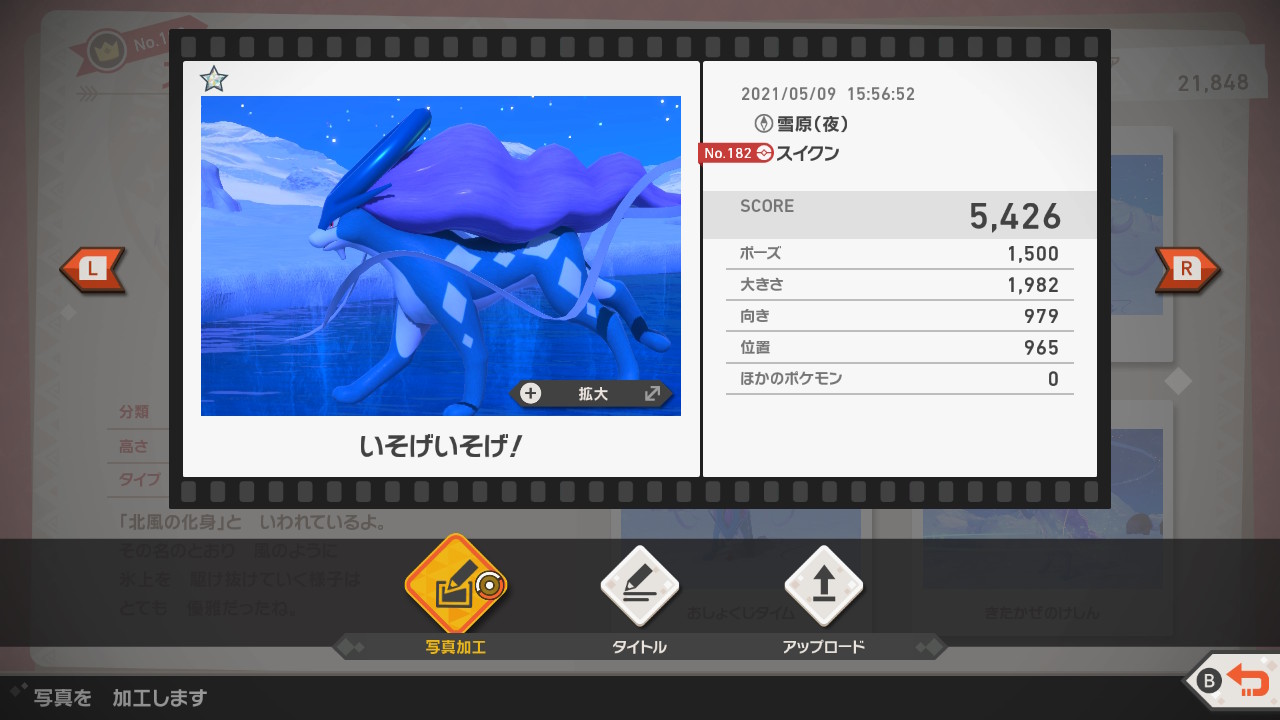 No.1
21,848
2021/05/09 15:56:52
雪原(夜)
No.182 スイクン
SCORE 5,426
ポーズ 1,500
大きさ 1,982
向き 979
位置 965
ほかのポケモン 0
L
R
+ 拡大
いそげいそげ!
分類
高さ
タイプ
「北風の化身」と いわれているよ。
その名のとおり 風のように
氷上を 駆け抜けていく様子は
とても 優雅だったね。
おしょくじタイム
きたかぜのけしん
写真加工
タイトル
アップロード
B
写真を 加工します